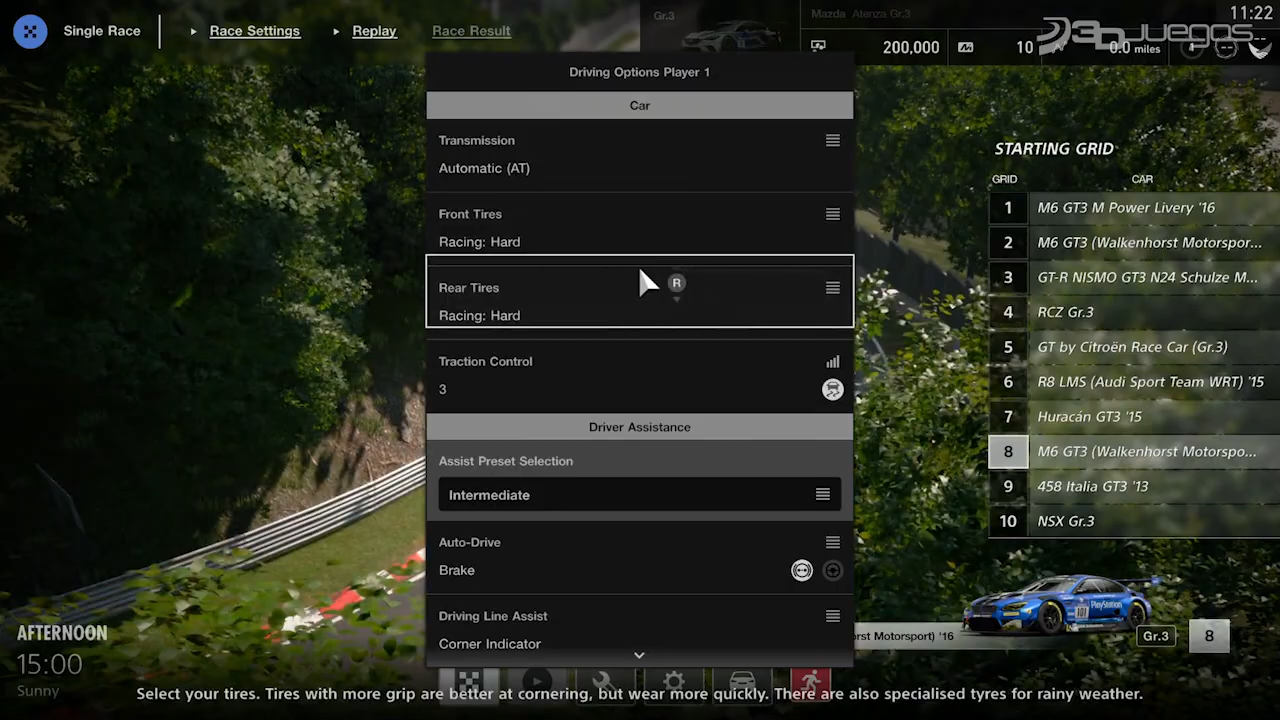 Single Race
Race Settings
Replay
Race Result
Gr.3
Mazda Atenza Gr.3
11:22
3DJuegos
200,000
10
0.0 miles
Driving Options Player 1
Car
Transmission
Automatic (AT)
Front Tires
Racing: Hard
R
Rear Tires
Racing: Hard
Traction Control
3
Driver Assistance
Assist Preset Selection
Intermediate
Auto-Drive
Brake
Driving Line Assist
Corner Indicator
STARTING GRID
GRID CAR
1 M6 GT3 M Power Livery '16
2 M6 GT3 (Walkenhorst Motorspor...
3 GT-R NISMO GT3 N24 Schulze M...
4 RCZ Gr.3
5 GT by Citroën Race Car (Gr.3)
6 R8 LMS (Audi Sport Team WRT) '15
7 Huracán GT3 '15
8 M6 GT3 (Walkenhorst Motorspo...
9 458 Italia GT3 '13
10 NSX Gr.3
PlayStation
101
orst Motorsport) '16
Gr.3
8
AFTERNOON
15:00
Sunny
Select your tires. Tires with more grip are better at cornering, but wear more quickly. There are also specialised tyres for rainy weather.